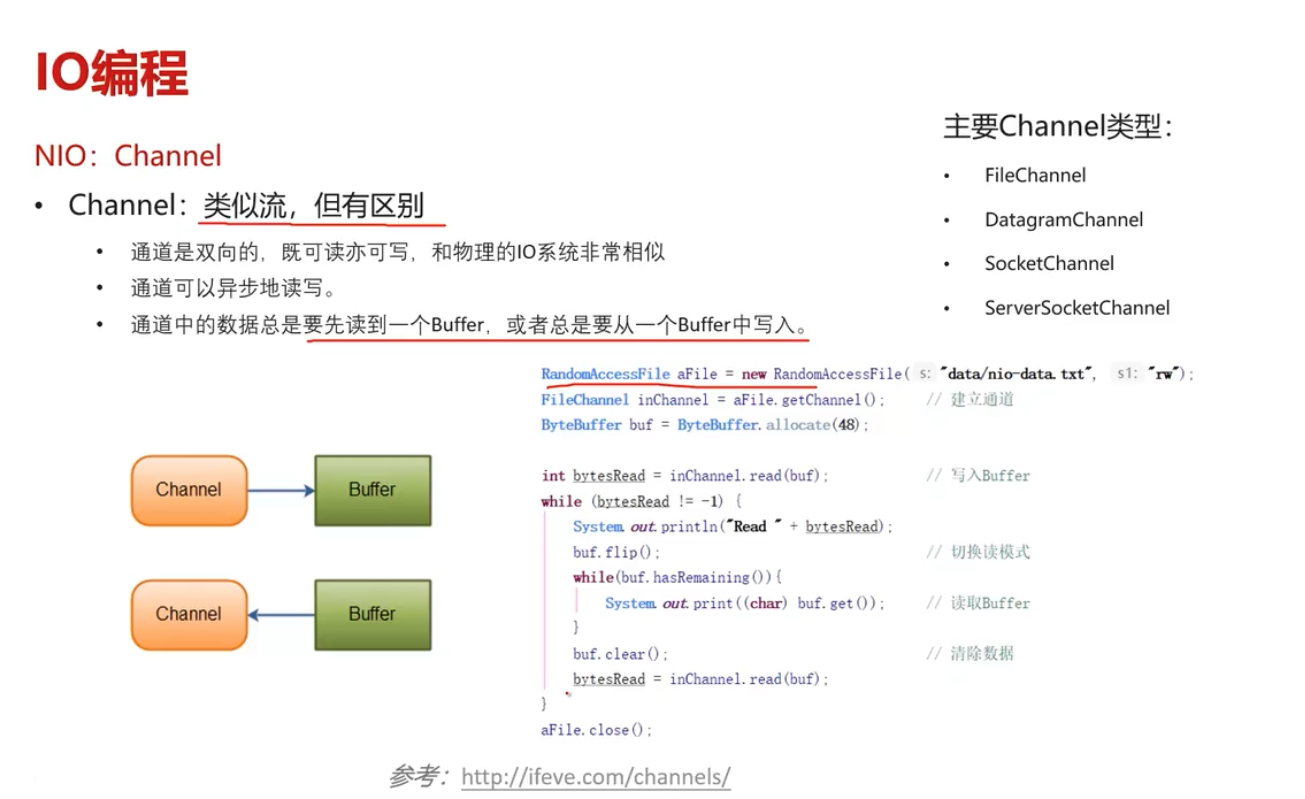 IO编程
NIO：Channel
• Channel：类似流，但有区别
• 通道是双向的，既可读亦可写，和物理的IO系统非常相似
• 通道可以异步地读写。
• 通道中的数据总是要先读到一个Buffer，或者总是要从一个Buffer中写入。
主要Channel类型：
• FileChannel
• DatagramChannel
• SocketChannel
• ServerSocketChannel
RandomAccessFile aFile = new RandomAccessFile( s: "data/nio-data.txt", s1: "rw");
FileChannel inChannel = aFile.getChannel(); // 建立通道
ByteBuffer buf = ByteBuffer.allocate(48);
int bytesRead = inChannel.read(buf); // 写入Buffer
while (bytesRead != -1) {
System.out.println("Read " + bytesRead);
buf.flip(); // 切换读模式
while(buf.hasRemaining()){
System.out.print((char) buf.get()); // 读取Buffer
}
buf.clear(); // 清除数据
bytesRead = inChannel.read(buf);
}
aFile.close();
Channel
Buffer
Channel
Buffer
参考：http://ifeve.com/channels/